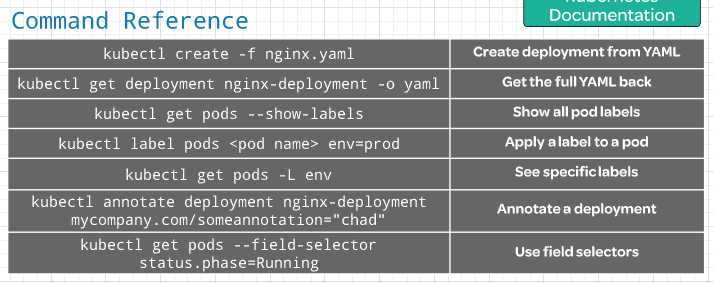 Kubernetes
Documentation
Command Reference
kubectl create -f nginx.yaml
Create deployment from YAML
kubectl get deployment nginx-deployment -o yaml
Get the full YAML back
kubectl get pods --show-labels
Show all pod labels
kubectl label pods <pod name> env=prod
Apply a label to a pod
kubectl get pods -L env
See specific labels
kubectl annotate deployment nginx-deployment
mycompany.com/someannotation="chad"
Annotate a deployment
kubectl get pods --field-selector
status.phase=Running
Use field selectors